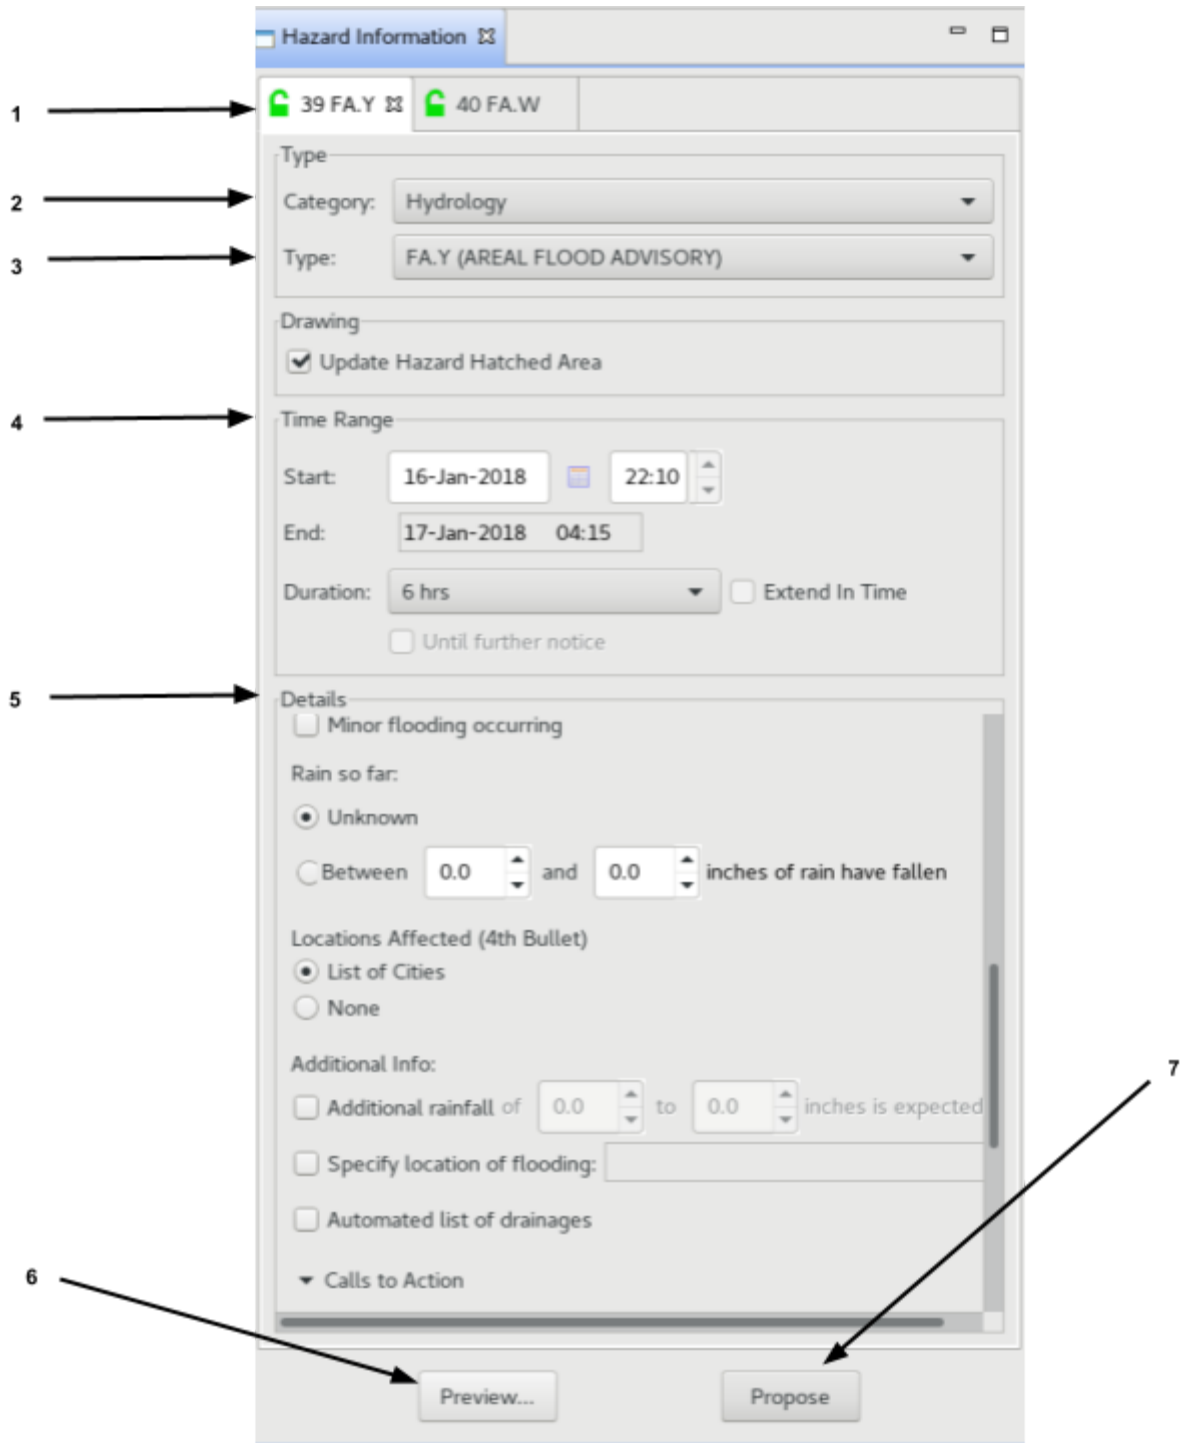 Hazard Information
1 39 FA.Y 40 FA.W
Type
2 Category: Hydrology
3 Type: FA.Y (AREAL FLOOD ADVISORY)
Drawing
Update Hazard Hatched Area
4 Time Range
Start: 16-Jan-2018 22:10
End: 17-Jan-2018 04:15
Duration: 6 hrs Extend In Time
Until further notice
5 Details
Minor flooding occurring
Rain so far:
Unknown
Between 0.0 and 0.0 inches of rain have fallen
Locations Affected (4th Bullet)
List of Cities
None
Additional Info:
7
Additional rainfall of 0.0 to 0.0 inches is expected
Specify location of flooding:
Automated list of drainages
6 Calls to Action
Preview... Propose